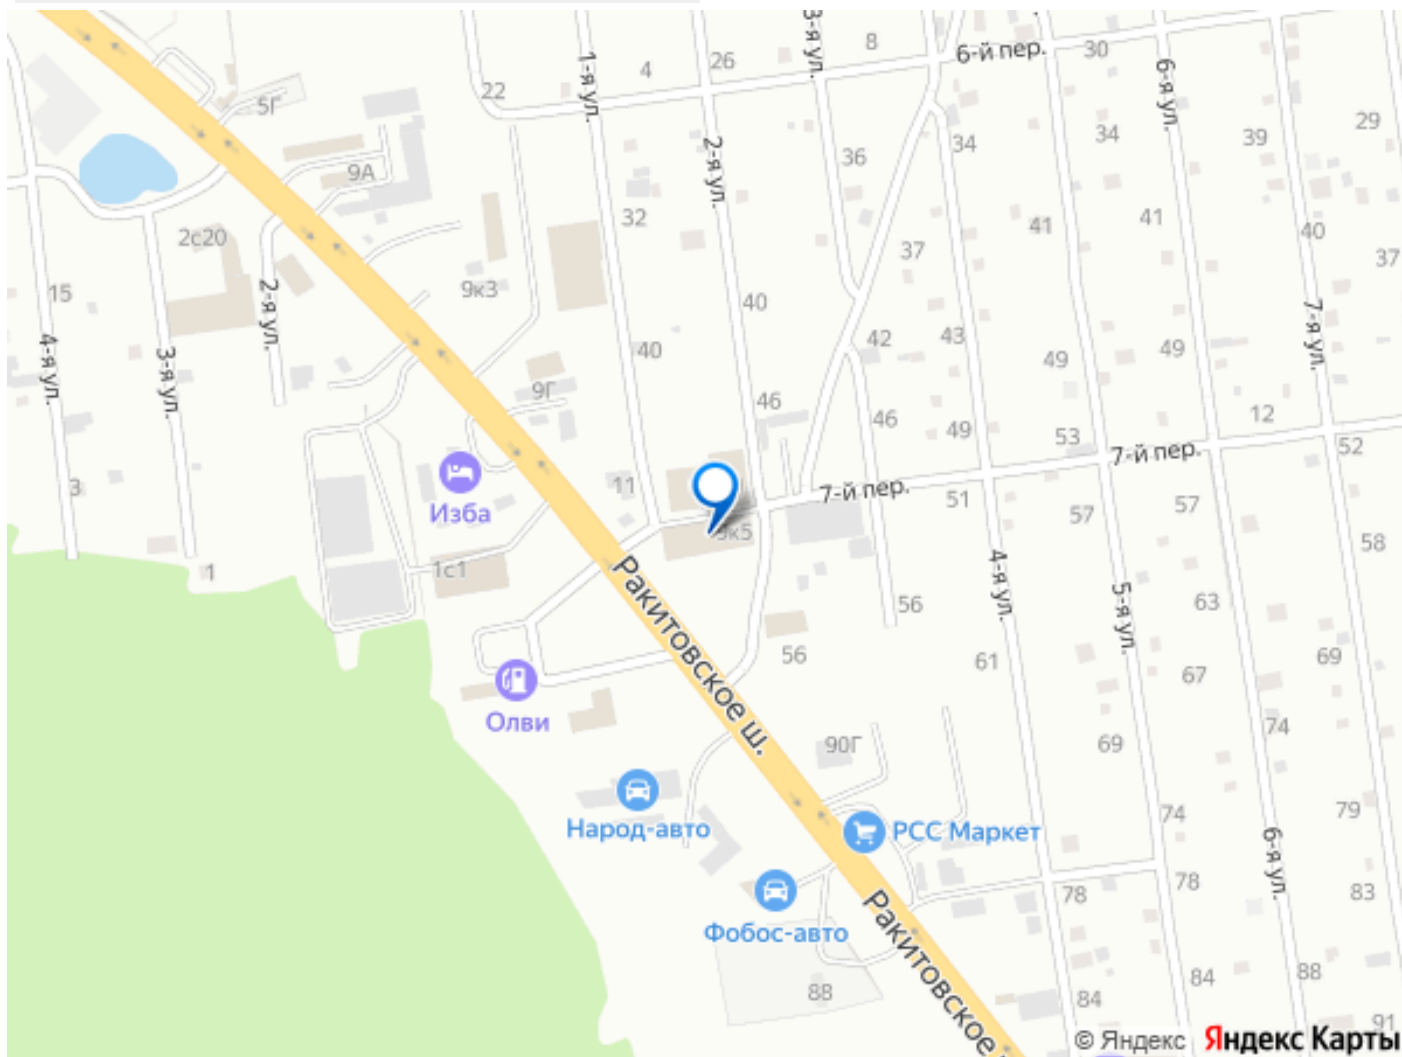 3-я ул.
8
6-й пер.
30
26
4
1-я ул.
22
5Г
6-я ул.
29
34
34
39
2-я ул.
36
9А
32
2с20
37
41
41
40
37
15
2-я ул.
9к3
40
7-я ул.
4-я ул.
3-я ул.
40
42
43
49
49
9Г
46
46
49
53
12
52
7-й пер.
Изба
3
11
7-й пер.
51
57
57
9к5
58
1с1
1
Ракитовское ш.
4-я ул.
5-я ул.
56
63
56
61
67
69
Олви
90Г
69
74
Народ-авто
РСС Маркет
74
79
6-я ул.
78
78
83
Фобос-авто
Ракитовское
88
84
84
88
91
© Яндекс Яндекс Карты